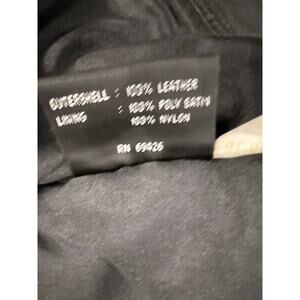 OUTERSHELL : 100% LEATHER
LINING : 100% POLY SATIN
100% NYLON
RN 69426